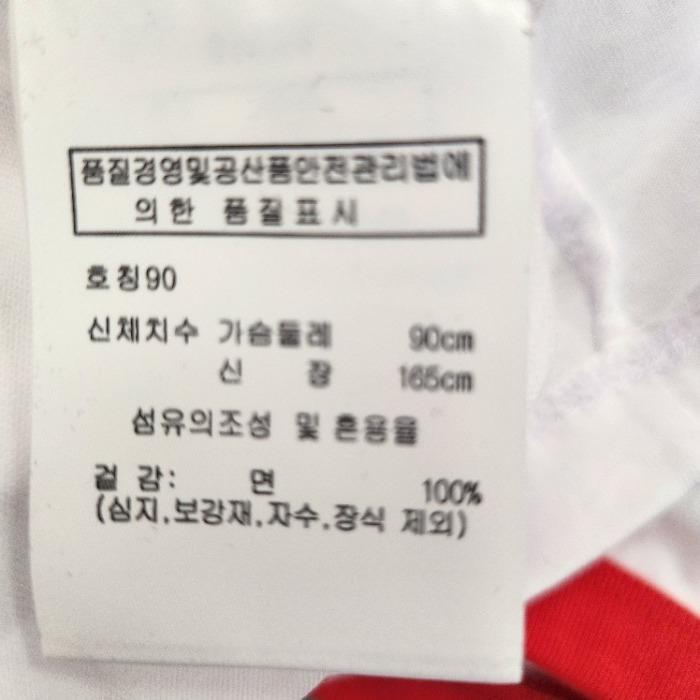 품질경영및공산품안전관리법에
의한 품질표시
호칭90
신체치수 가슴둘레 90cm
신 장 165cm
섬유의조성 및 혼용율
겉 감: 면 100%
(심지,보강재,자수,장식 제외)